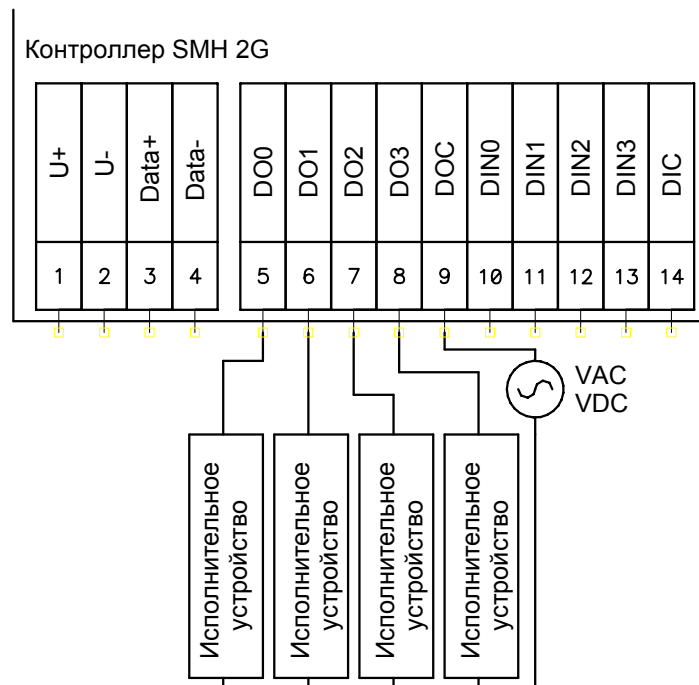 Контроллер SMH 2G
U+
U-
Data+
Data-
DO0
DO1
DO2
DO3
DOC
DIN0
DIN1
DIN2
DIN3
DIC
1
2
3
4
5
6
7
8
9
10
11
12
13
14
VAC
VDC
Исполнительное
устройство
Исполнительное
устройство
Исполнительное
устройство
Исполнительное
устройство